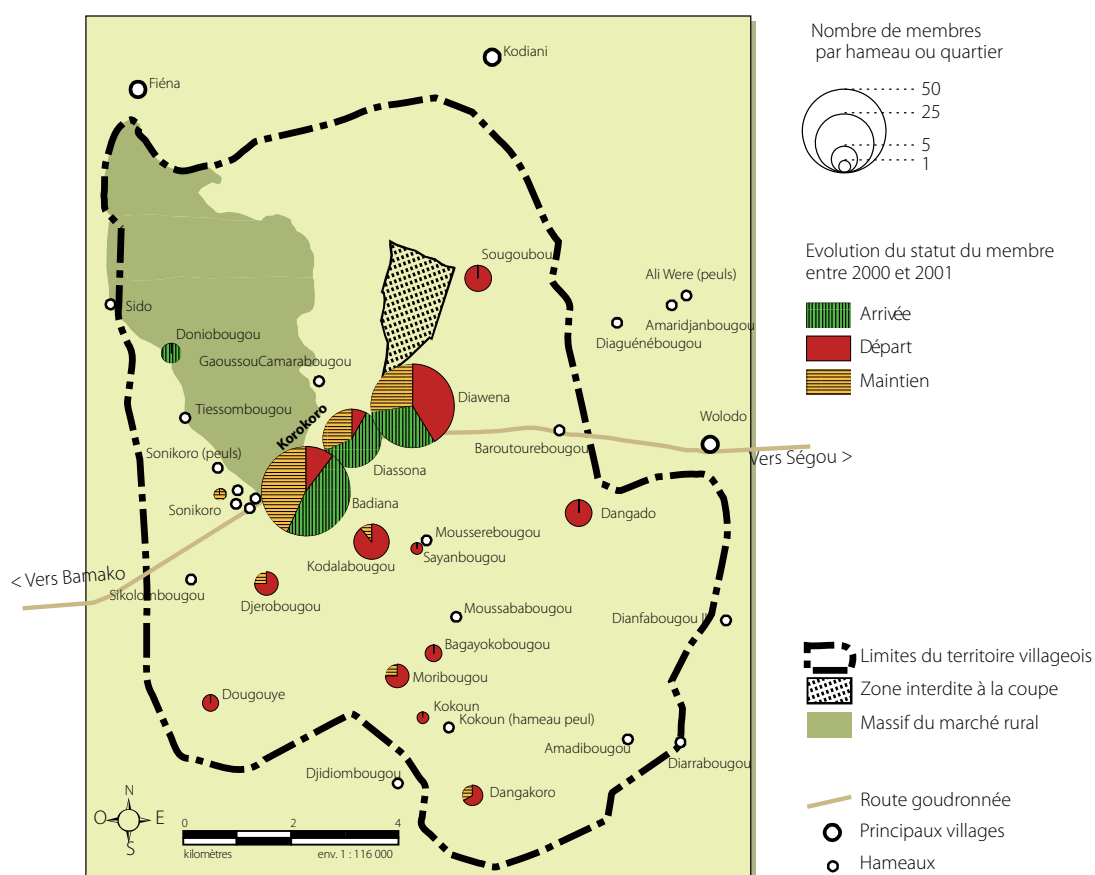 Kodiani
Fiéna
Sougoubou
Ali Were (peuls)
Sido
Amaridjanbougou
Doniobougou
Diaguénébougou
GaoussouCamarabougou
Diawena
Tiessombougou
Korokoro
Wolodo
Baroutourebougou
Sonikoro (peuls)
Vers Ségou >
Diassona
Badiana
Sonikoro
Dangado
Moussereboug​ou
Sayanbougou
Kodalabougou
< Vers Bamako
Sikolombougou
Djerobougou
Moussababougou
Dianfabougou II
Bagayokobougou
Moribougou
Dougouye
Kokoun
Kokoun (hameau peul)
Amadibougou
Diarrabougou
Djidiombougou
Dangakoro
N
O E
S
0 2 4
kilomètres env. 1 : 116 000
Nombre de membres
par hameau ou quartier
50
25
5
1
Evolution du statut du membre
entre 2000 et 2001
Arrivée
Départ
Maintien
Limites du territoire villageois
Zone interdite à la coupe
Massif du marché rural
Route goudronnée
Principaux villages
Hameaux